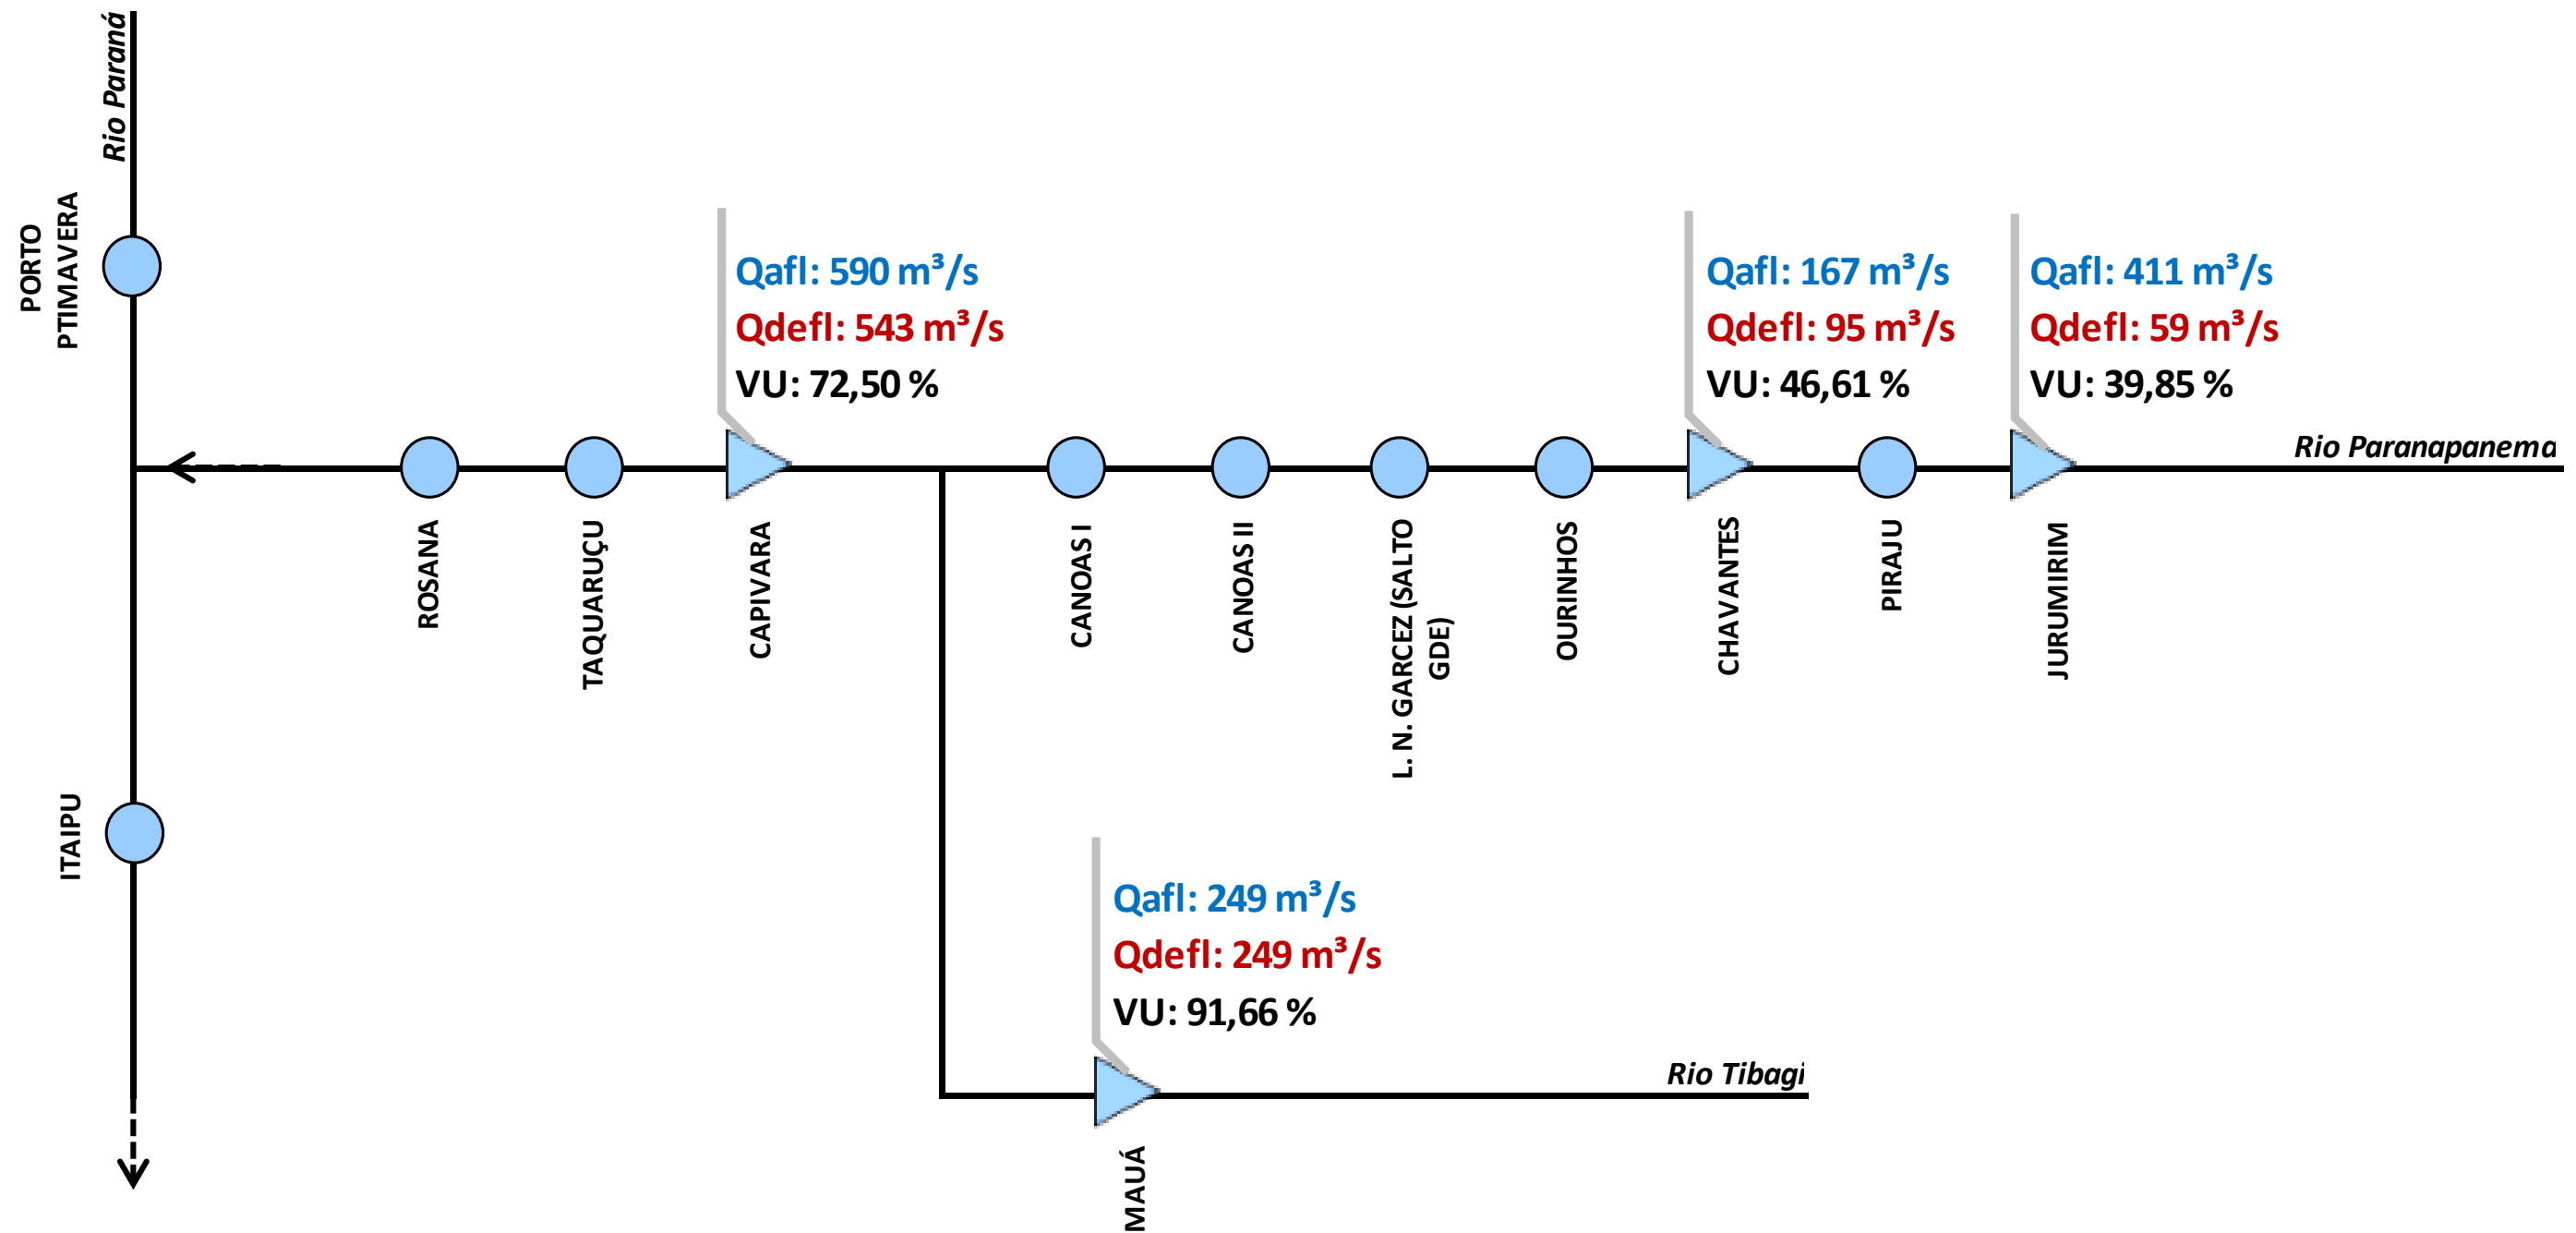 Rio Paraná
PORTO
PTIMAVERA
Qafl: 590 m³/s
Qdefl: 543 m³/s
VU: 72,50 %
Qafl: 167 m³/s
Qdefl: 95 m³/s
VU: 46,61 %
Qafl: 411 m³/s
Qdefl: 59 m³/s
VU: 39,85 %
Rio Paranapanema
ROSANA
TAQUARUÇU
CAPIVARA
CANOAS I
CANOAS II
L. N. GARCEZ (SALTO
GDE)
OURINHOS
CHAVANTES
PIRAJU
JURUMIRIM
ITAIPU
Qafl: 249 m³/s
Qdefl: 249 m³/s
VU: 91,66 %
Rio Tibagi
MAUÁ